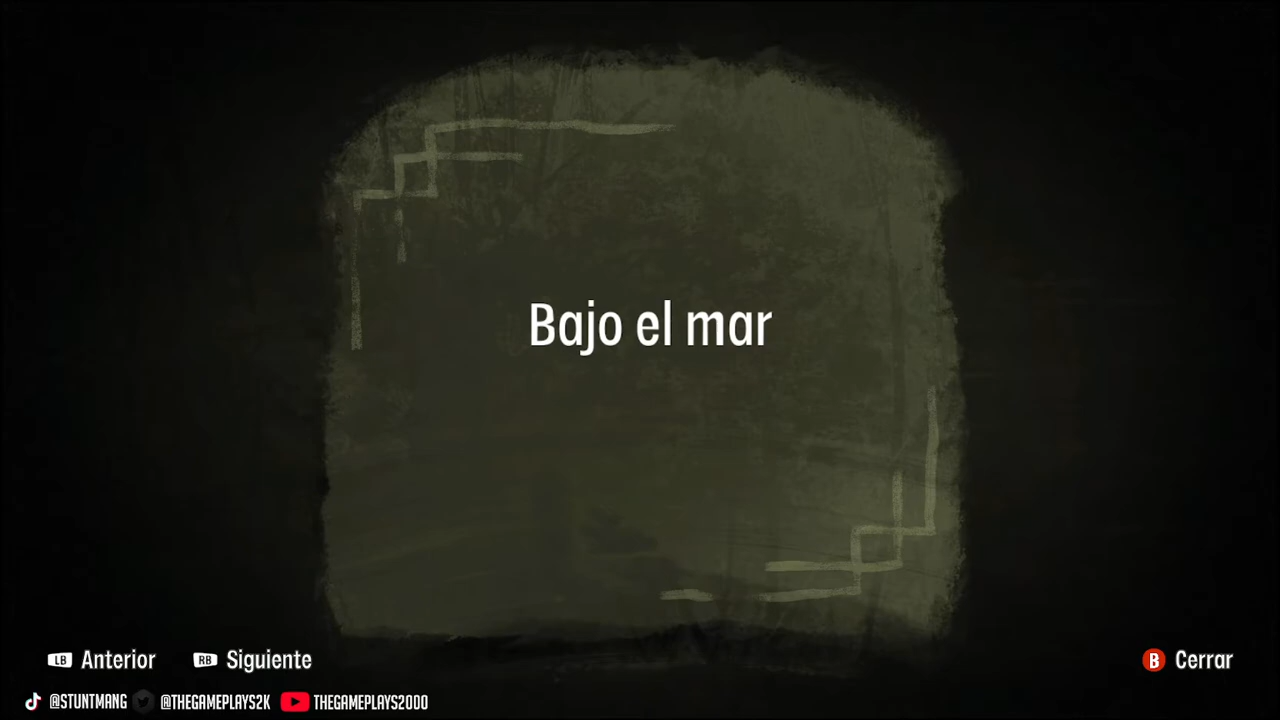 Bajo el mar
LB Anterior RB Siguiente B Cerrar
@STUNTMANG @THEGAMEPLAYS2K THEGAMEPLAYS2000